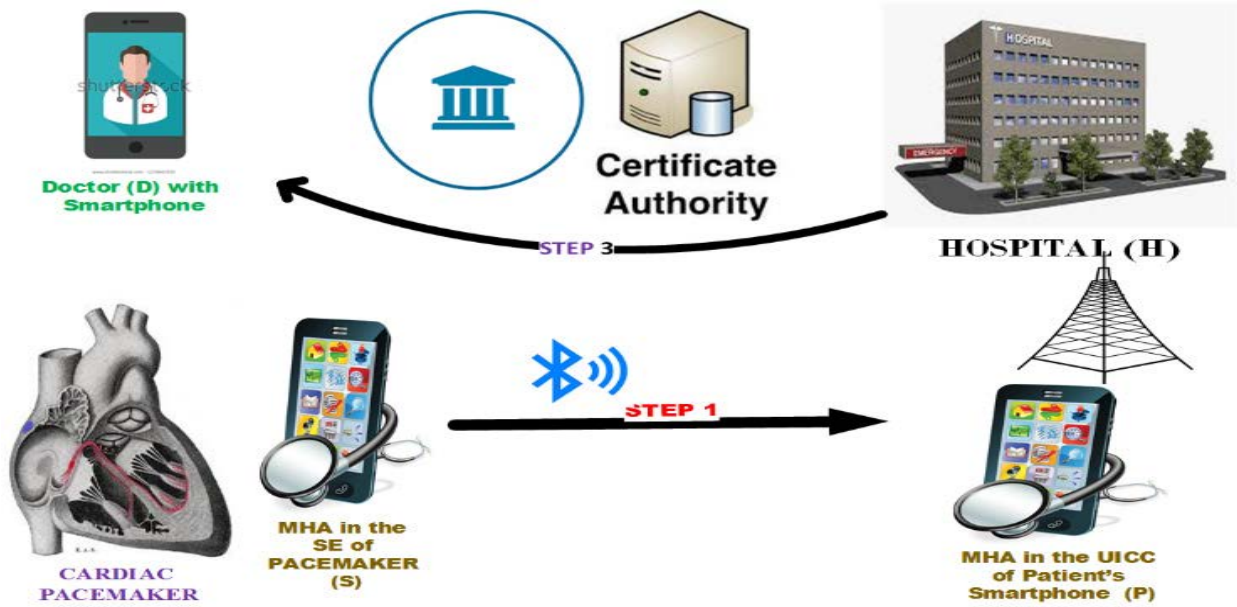 shutterstock
Doctor (D) with
Smartphone
Certificate
Authority
HOSPITAL
EMERGENCY
HOSPITAL (H)
STEP 3
STEP 1
CARDIAC
PACEMAKER
MHA in the
SE of
PACEMAKER
(S)
MHA in the UICC
of Patient's
Smartphone (P)